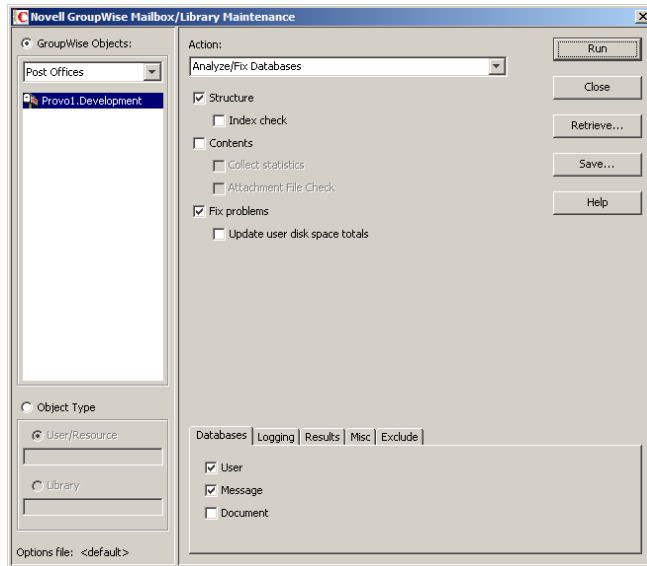 Novell GroupWise Mailbox/Library Maintenance
GroupWise Objects:
Post Offices
Provo1.Development
Object Type
User/Resource
Library
Options file: <default>
Action:
Analyze/Fix Databases
Structure
Index check
Contents
Collect statistics
Attachment File Check
Fix problems
Update user disk space totals
Databases Logging Results Misc Exclude
User
Message
Document
Run
Close
Retrieve...
Save...
Help